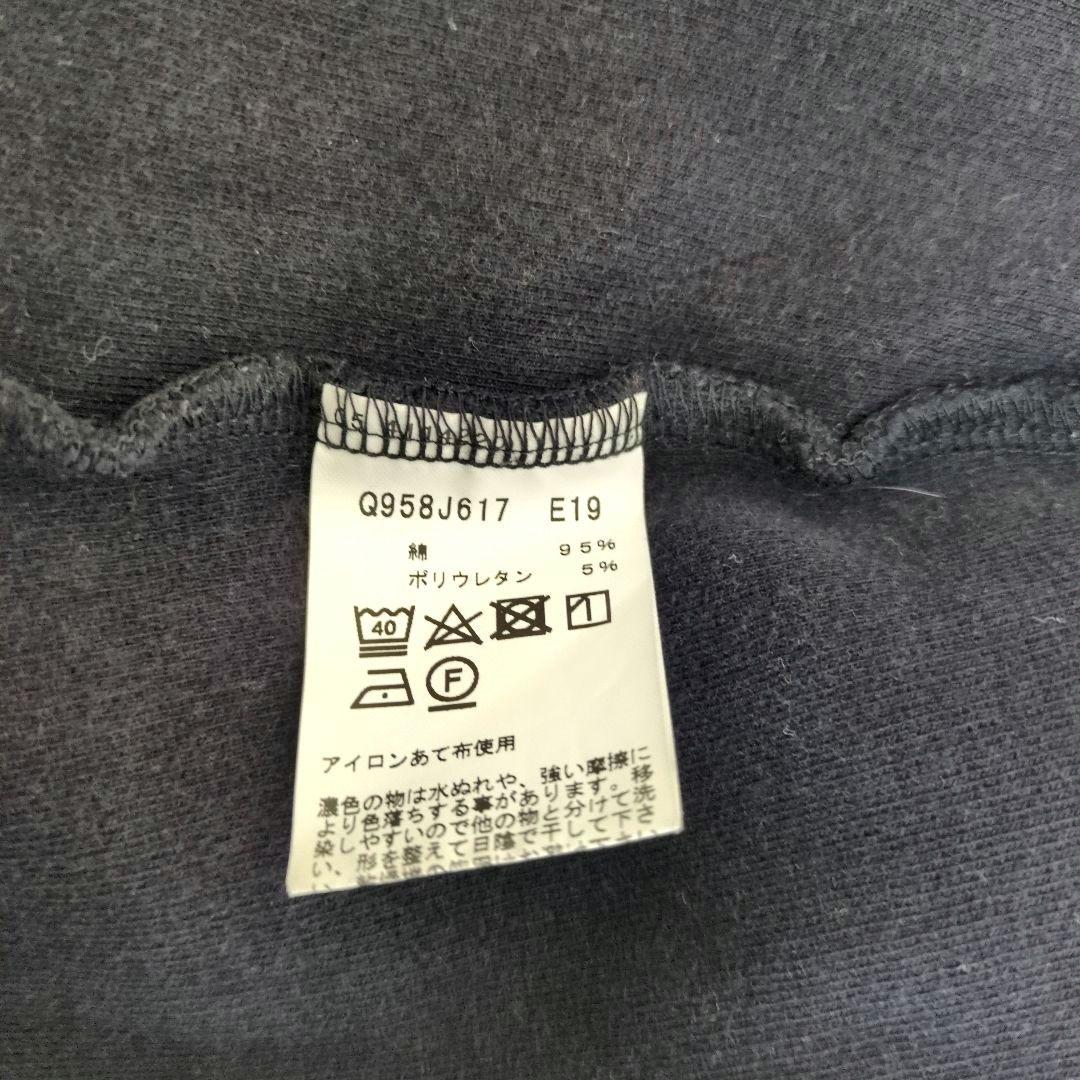 Q958J617 E19
綿 95%
ポリウレタン 5%
40
F
アイロンあて布使用
濃色の物は水ぬれや、強い摩擦に
より色落ちする事があります。移
しやすいので他の物と分けて洗
い、形を整えて日陰で干して下さ